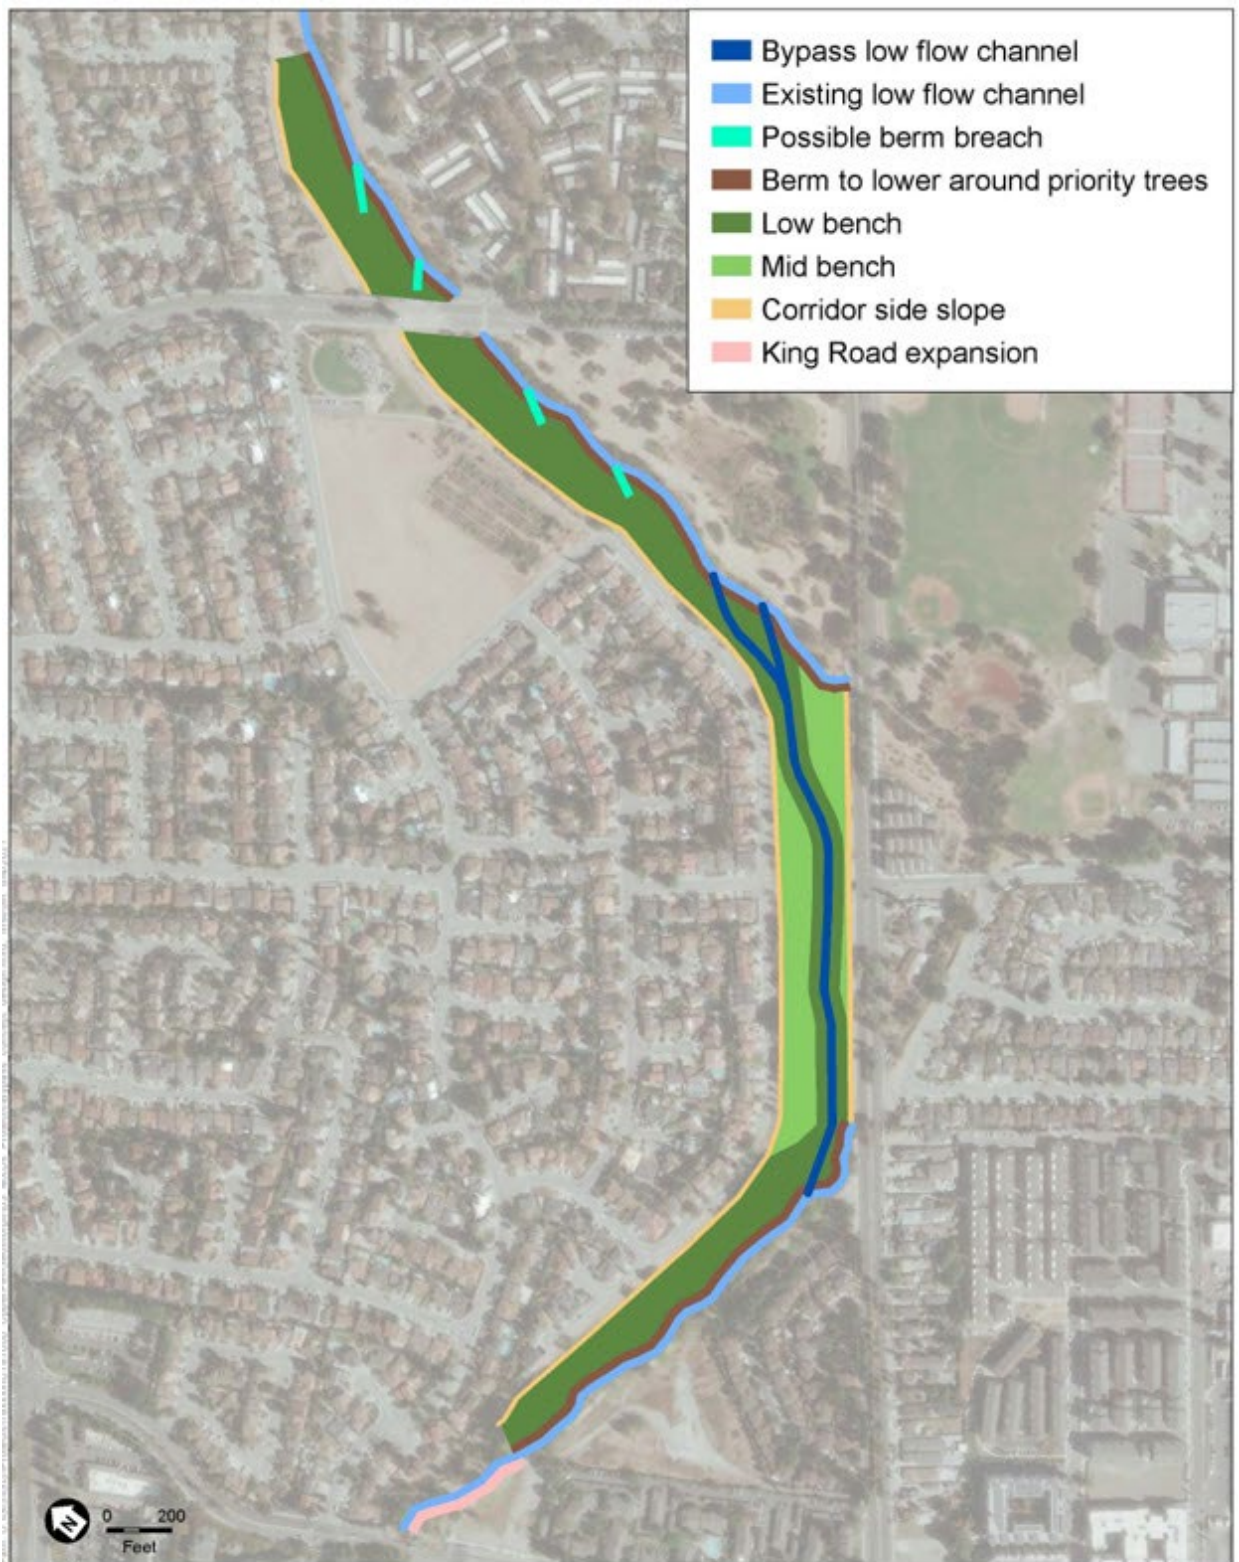 Bypass low flow channel
Existing low flow channel
Possible berm breach
Berm to lower around priority trees
Low bench
Mid bench
Corridor side slope
King Road expansion
N
0 200
Feet